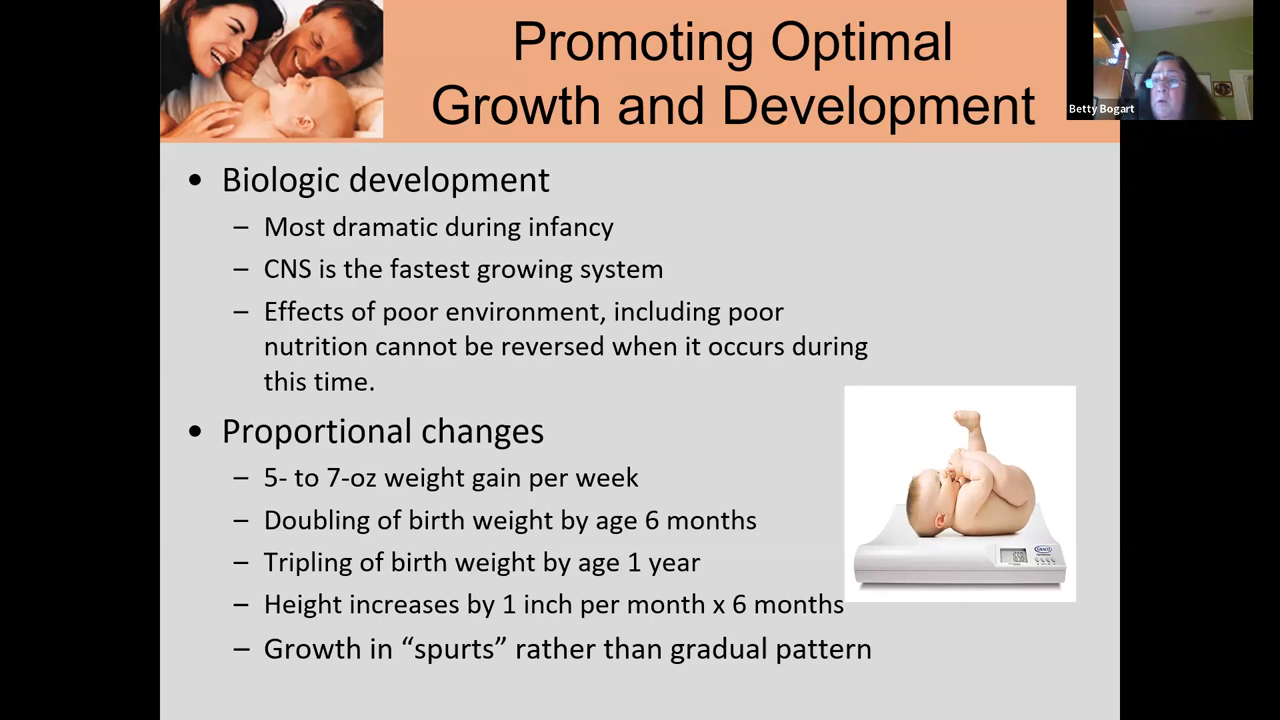 Promoting Optimal
Growth and Development
Betty Bogart
• Biologic development
– Most dramatic during infancy
– CNS is the fastest growing system
– Effects of poor environment, including poor
nutrition cannot be reversed when it occurs during
this time.
• Proportional changes
– 5- to 7-oz weight gain per week
– Doubling of birth weight by age 6 months
– Tripling of birth weight by age 1 year
– Height increases by 1 inch per month x 6 months
– Growth in “spurts” rather than gradual pattern